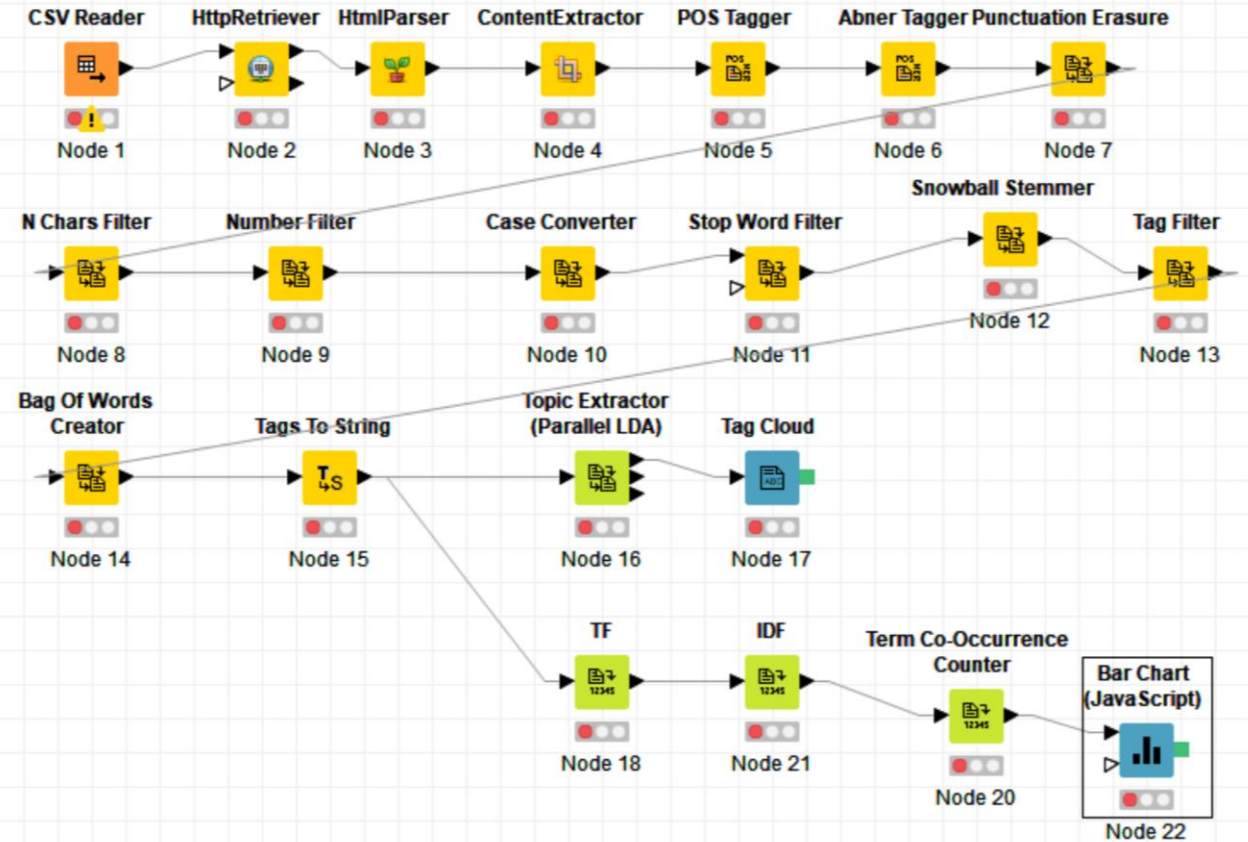 CSV Reader HttpRetriever HtmlParser ContentExtractor POS Tagger Abner Tagger Punctuation Erasure
Node 1 Node 2 Node 3 Node 4 Node 5 Node 6 Node 7
Snowball Stemmer
N Chars Filter Number Filter Case Converter Stop Word Filter Tag Filter
Node 12
Node 8 Node 9 Node 10 Node 11 Node 13
Bag Of Words
Creator
Tags To String
Topic Extractor
(Parallel LDA)
Tag Cloud
Node 14 Node 15 Node 16 Node 17
TF IDF
Term Co-Occurrence
Counter
Bar Chart
(JavaScript)
Node 18 Node 21
Node 20
Node 22